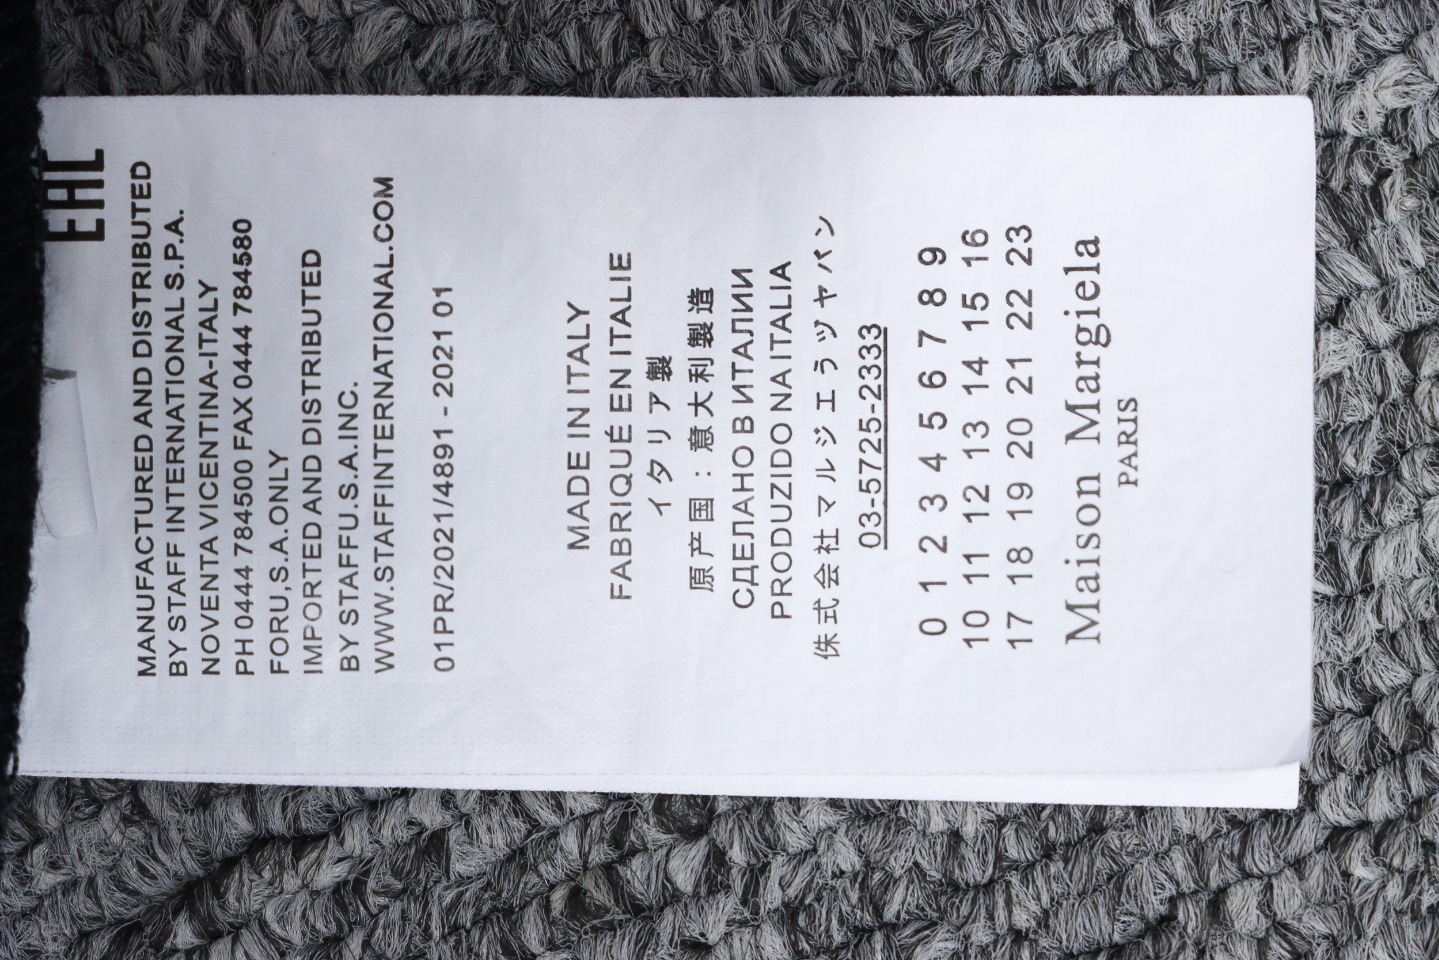 EAC
MANUFACTURED AND DISTRIBUTED
BY STAFF INTERNATIONAL S.P.A.
NOVENTA VICENTINA-ITALY
PH 0444 784500 FAX 0444 784580
FORU,S.A.ONLY
IMPORTED AND DISTRIBUTED
BY STAFFU.S.A.INC.
WWW.STAFFINTERNATIONAL.COM
01PR/2021/4891 - 2021 01
MADE IN ITALY
FABRIQUÉ EN ITALIE
イタリア製
原产国：意大利製造
СДЕЛАНО В ИТАЛИИ
PRODUZIDO NA ITALIA
侏式会社マルジエラヅヤバン
03-5725-2333
0 1 2 3 4 5 6 7 8 9
10 11 12 13 14 15 16
17 18 19 20 21 22 23
Maison Margiela
PARIS